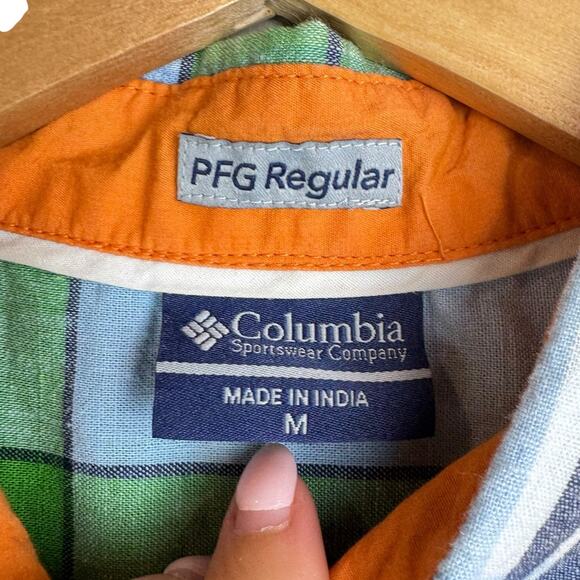 PFG Regular
Columbia
Sportswear Company
MADE IN INDIA
M